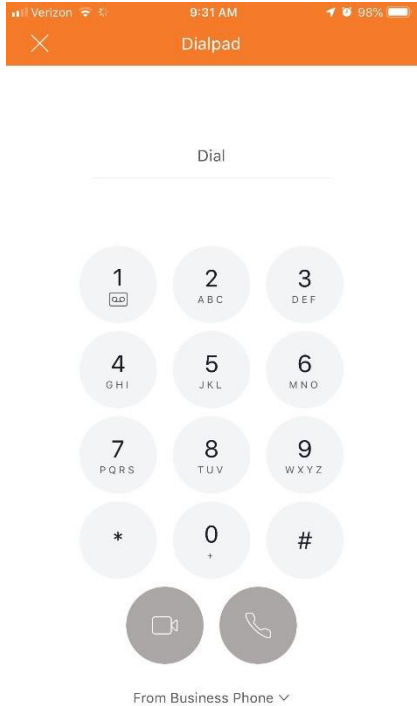 Verizon 9:31 AM 98%
Dialpad
Dial
1 2 3
ABC DEF
4 5 6
GHI JKL MNO
7 8 9
PQRS TUV WXYZ
* 0 #
+
From Business Phone